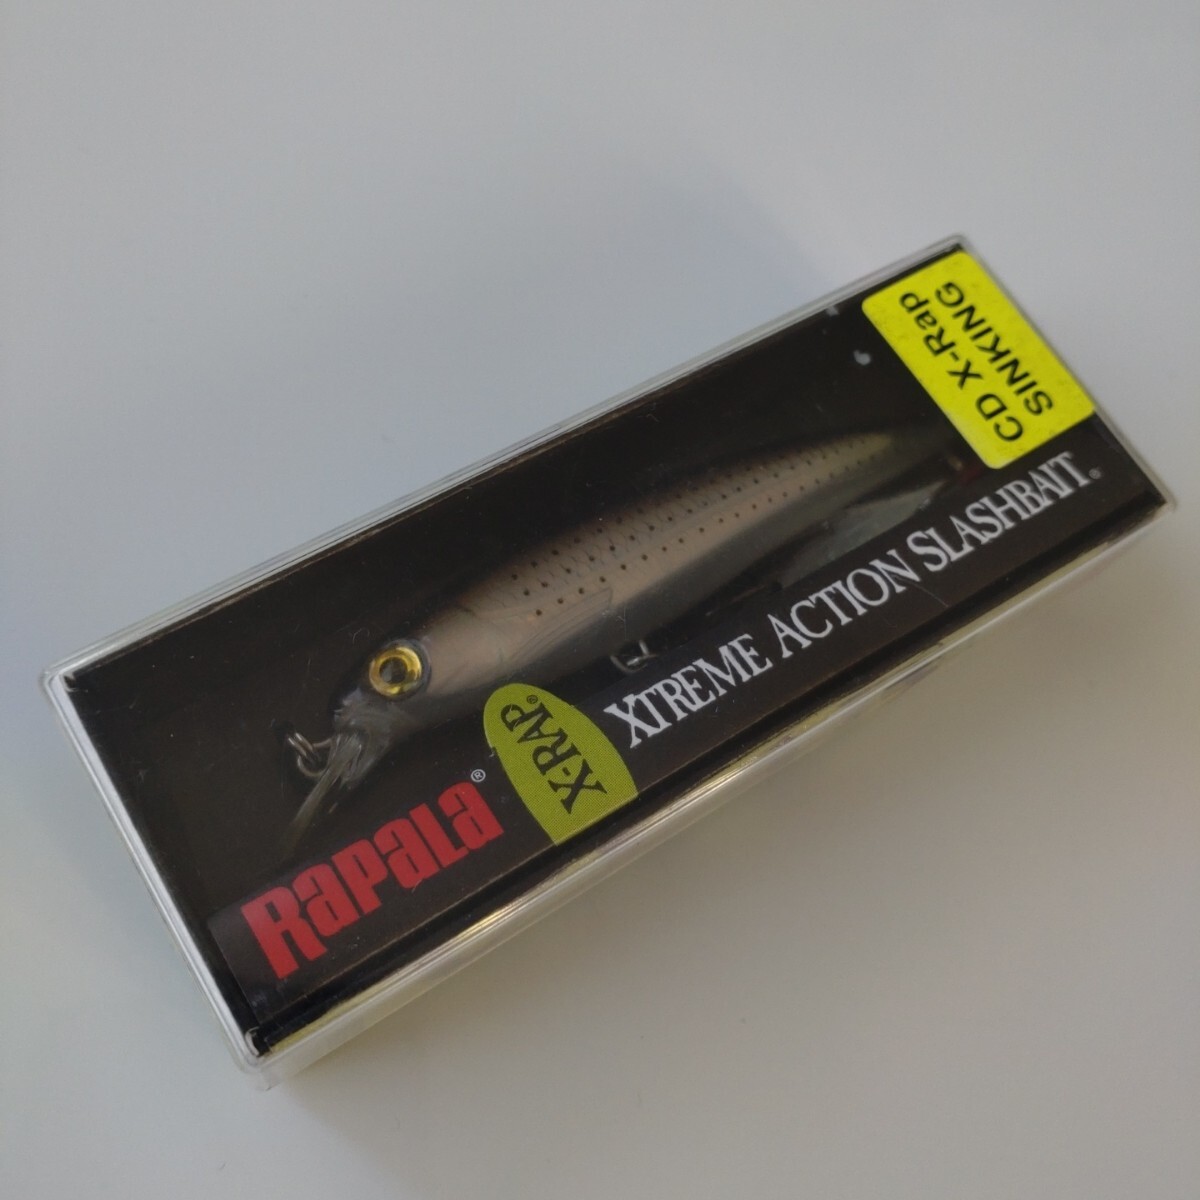 CD X-Rap
SINKING
RAPALA®
X-RAP®
XTREME ACTION SLASHBAIT®